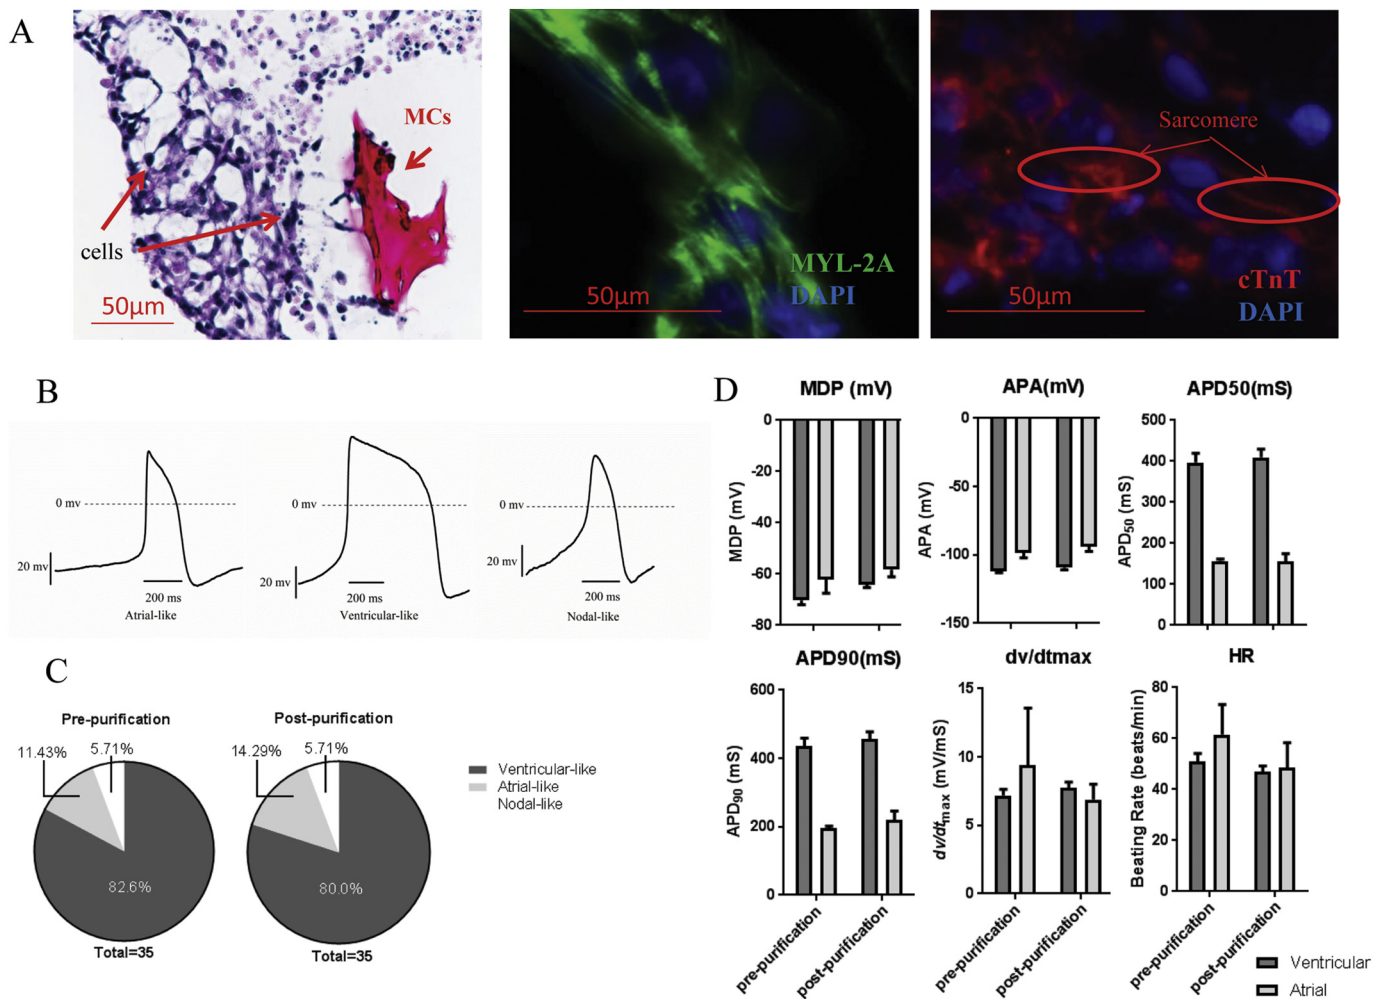 A
MCs
cells
50µm
MYL-2A
DAPI
50µm
Sarcomere
cTnT
DAPI
50µm
B
0 mv
20 mv
200 ms
Atrial-like
0 mv
20 mv
200 ms
Ventricular-like
0 mv
20 mv
200 ms
Nodal-like
C
Pre-purification
11.43%
5.71%
82.6%
Total=35
Post-purification
14.29%
5.71%
80.0%
Total=35
Ventricular-like
Atrial-like
Nodal-like
D
MDP (mV)
MDP (mV)
0
-20
-40
-60
-80
APA(mV)
APA (mV)
0
-50
-100
-150
APD50(mS)
APD50 (mS)
500
400
300
200
100
0
APD90(mS)
APD90 (mS)
600
400
200
0
pre-purification
post-purification
dv/dtmax
dv/dtmax (mV/mS)
15
10
5
0
pre-purification
post-purification
HR
Beating Rate (beats/min)
80
60
40
20
0
pre-purification
post-purification
Ventricular
Atrial